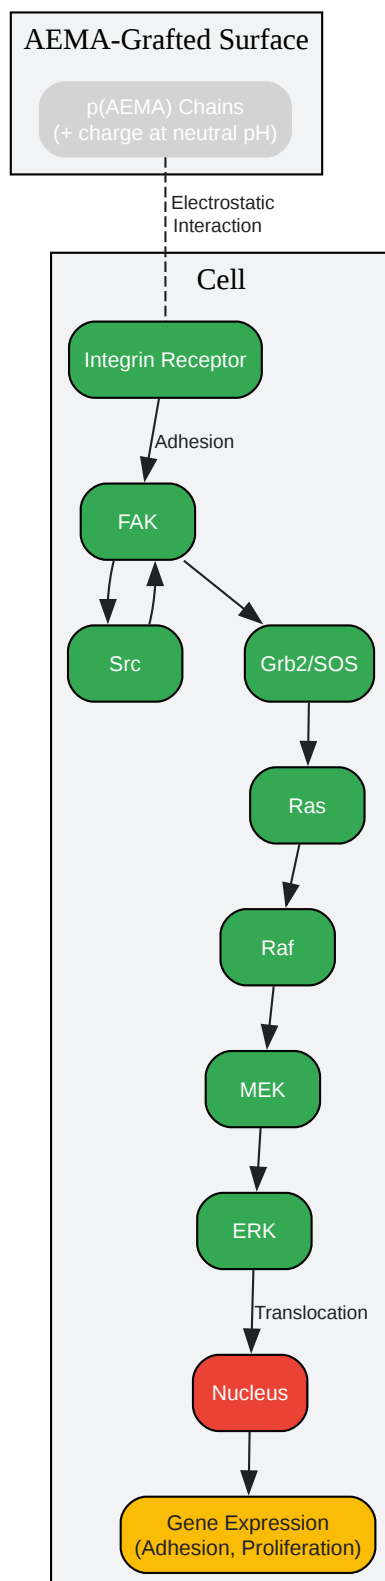 AEMA-Grafted Surface
p(AEMA) Chains
(+ charge at neutral pH)
Electrostatic
Interaction
Cell
Integrin Receptor
Adhesion
FAK
Src
Grb2/SOS
Ras
Raf
MEK
ERK
Translocation
Nucleus
Gene Expression
(Adhesion, Proliferation)